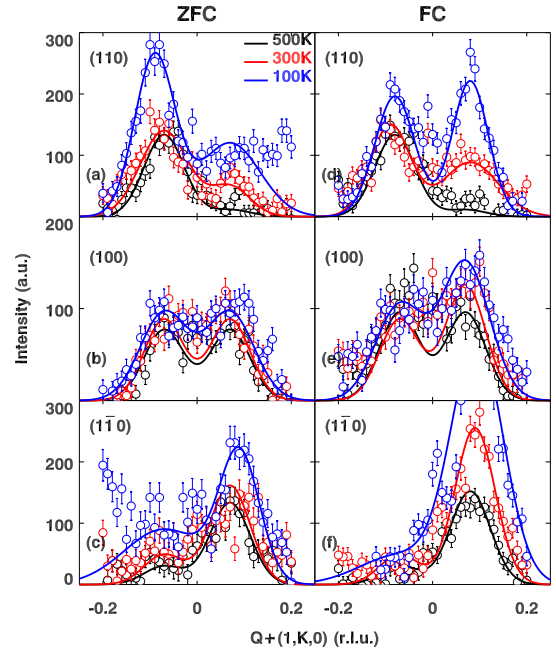 ZFC FC
300 (110) 500K (110)
300K
100K
200
100
(a) (d)
200
(100) (100)
Intensity (a.u.)
100
(b) (e)
300 (11̅0) (11̅0)
200
100
(c) (f)
0
-0.2 0 0.2 -0.2 0 0.2
Q+(1,K,0) (r.l.u.)